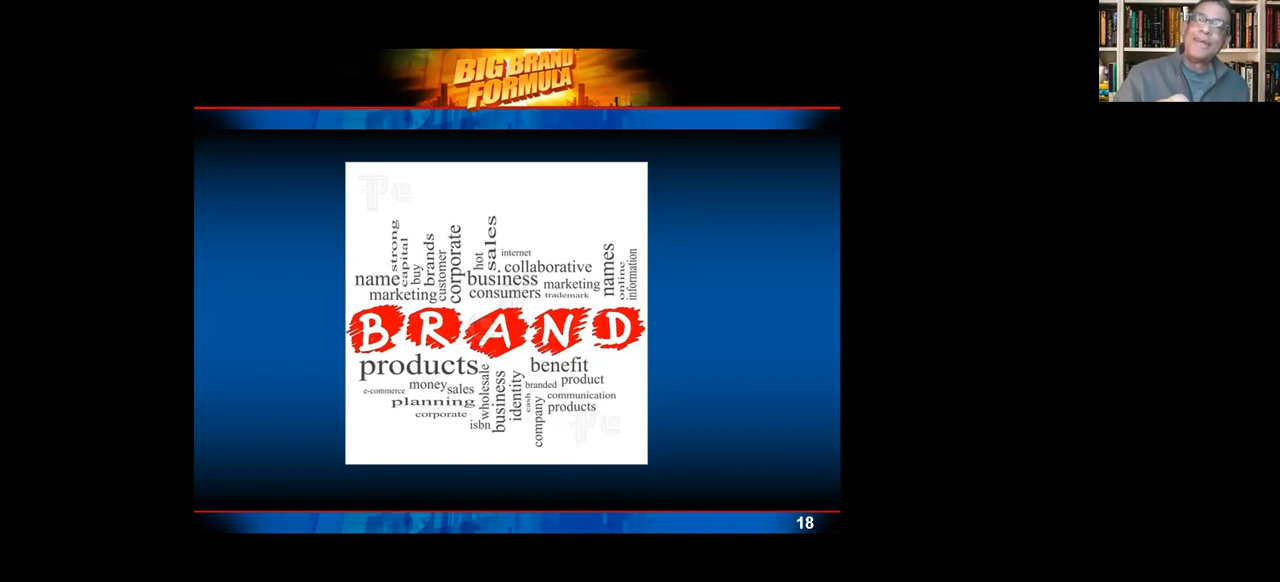 BIG BRAND
FORMULA
strong
capital
buy
brands
customer
corporate
hot
sales
internet
collaborative
name
business
marketing
names
online
information
marketing
consumers
trademark
BRAND
products
benefit
e-commerce
money
sales
wholesale
business
identity
branded
product
planning
cash
communication
corporate
company
products
isbn
18